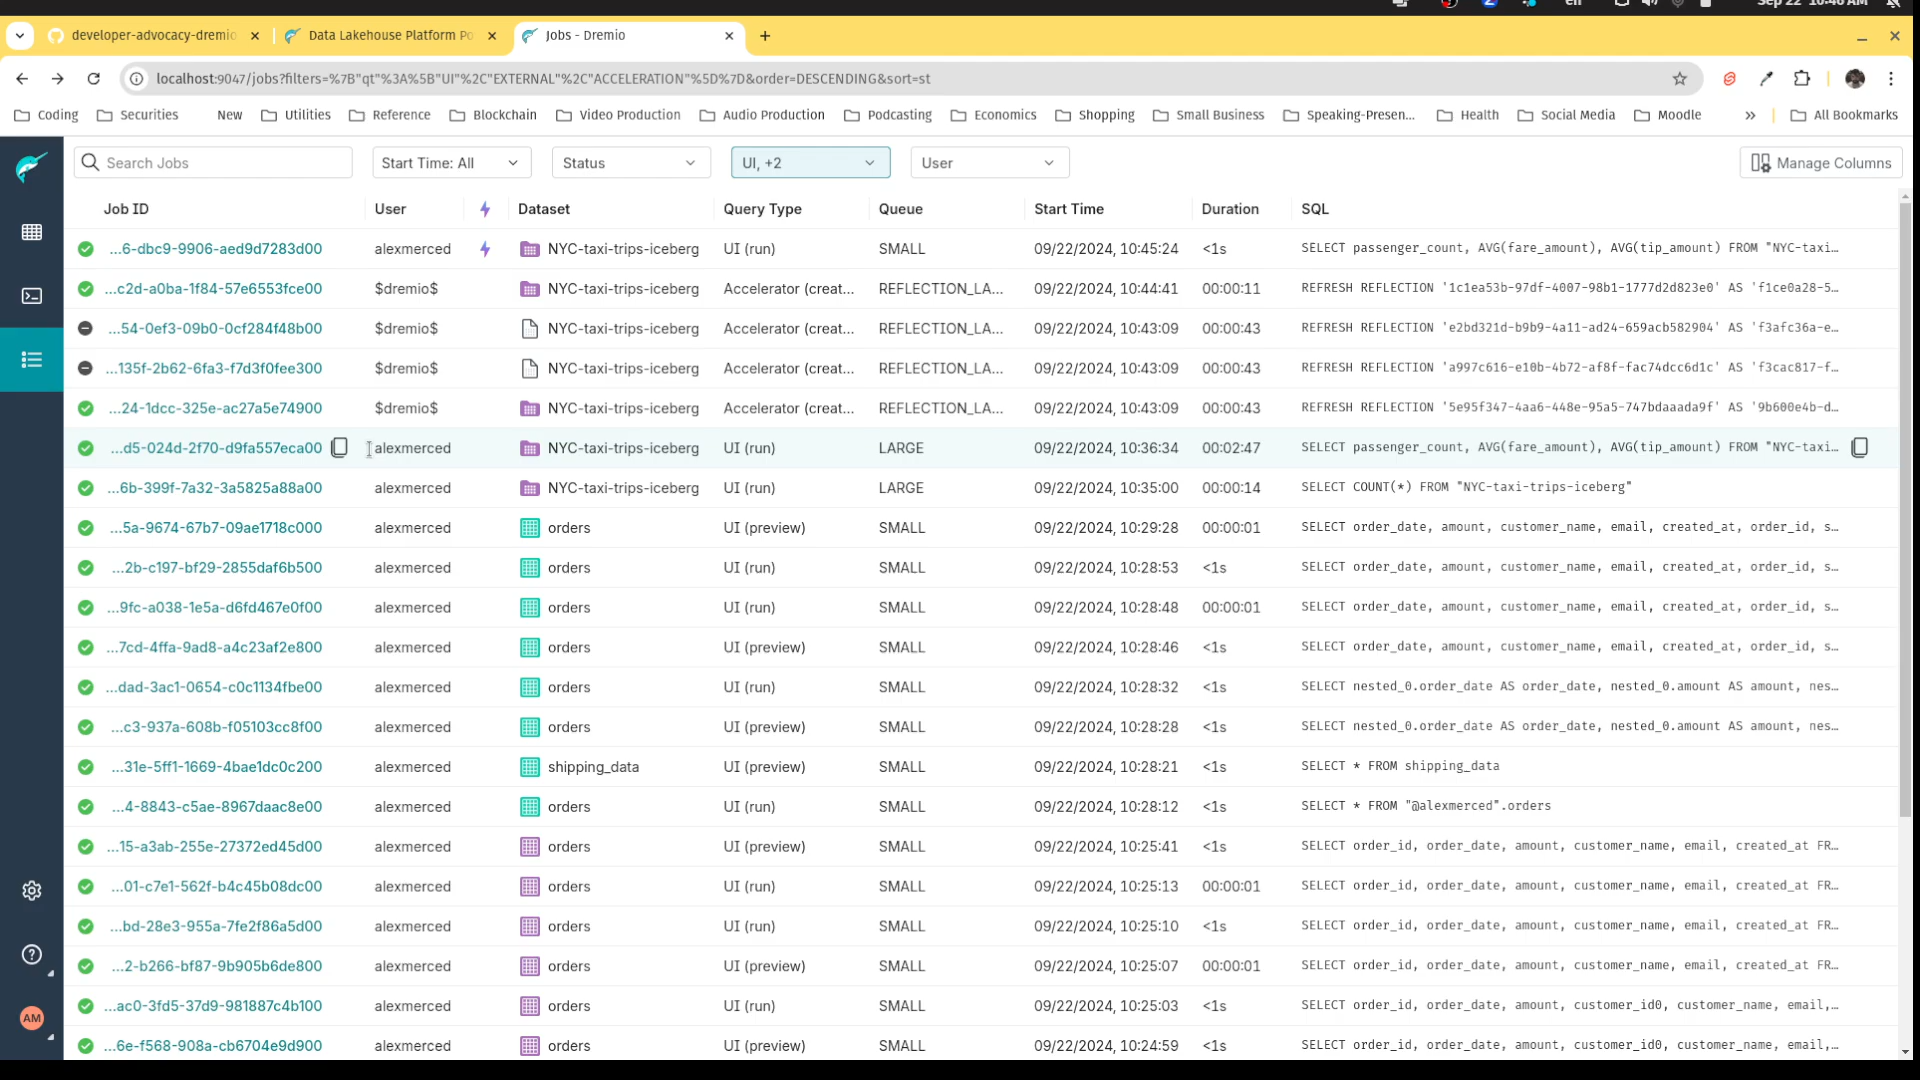 en
Sep 22 10:46 AM
developer-advocacy-dremio
Data Lakehouse Platform Po
Jobs - Dremio
localhost:9047/jobs?filters=%7B"qt"%3A%5B"UI"%2C"EXTERNAL"%2C"ACCELERATION"%5D%7D&order=DESCENDING&sort=st
Coding Securities New Utilities Reference Blockchain Video Production Audio Production Podcasting Economics Shopping Small Business Speaking-Presen... Health Social Media Moodle » All Bookmarks
Search Jobs Start Time: All Status UI, +2 User Manage Columns
Job ID User Dataset Query Type Queue Start Time Duration SQL
...6-dbc9-9906-aed9d7283d00 alexmerced NYC-taxi-trips-iceberg UI (run) SMALL 09/22/2024, 10:45:24 <1s SELECT passenger_count, AVG(fare_amount), AVG(tip_amount) FROM "NYC-taxi…
...c2d-a0ba-1f84-57e6553fce00 $dremio$ NYC-taxi-trips-iceberg Accelerator (creat... REFLECTION_LA... 09/22/2024, 10:44:41 00:00:11 REFRESH REFLECTION '1c1ea53b-97df-4007-98b1-1777d2d823e0' AS 'f1ce0a28-5…
...54-0ef3-09b0-0cf284f48b00 $dremio$ NYC-taxi-trips-iceberg Accelerator (creat... REFLECTION_LA... 09/22/2024, 10:43:09 00:00:43 REFRESH REFLECTION 'e2bd321d-b9b9-4a11-ad24-659acb582904' AS 'f3afc36a-e…
...135f-2b62-6fa3-f7d3f0fee300 $dremio$ NYC-taxi-trips-iceberg Accelerator (creat... REFLECTION_LA... 09/22/2024, 10:43:09 00:00:43 REFRESH REFLECTION 'a997c616-e10b-4b72-af8f-fac74dcc6d1c' AS 'f3cac817-f…
...24-1dcc-325e-ac27a5e74900 $dremio$ NYC-taxi-trips-iceberg Accelerator (creat... REFLECTION_LA... 09/22/2024, 10:43:09 00:00:43 REFRESH REFLECTION '5e95f347-4aa6-448e-95a5-747bdaaada9f' AS '9b600e4b-d…
...d5-024d-2f70-d9fa557eca00 alexmerced NYC-taxi-trips-iceberg UI (run) LARGE 09/22/2024, 10:36:34 00:02:47 SELECT passenger_count, AVG(fare_amount), AVG(tip_amount) FROM "NYC-taxi…
...6b-399f-7a32-3a5825a88a00 alexmerced NYC-taxi-trips-iceberg UI (run) LARGE 09/22/2024, 10:35:00 00:00:14 SELECT COUNT(*) FROM "NYC-taxi-trips-iceberg"
...5a-9674-67b7-09ae1718c000 alexmerced orders UI (preview) SMALL 09/22/2024, 10:29:28 00:00:01 SELECT order_date, amount, customer_name, email, created_at, order_id, s…
...2b-c197-bf29-2855daf6b500 alexmerced orders UI (run) SMALL 09/22/2024, 10:28:53 <1s SELECT order_date, amount, customer_name, email, created_at, order_id, s…
...9fc-a038-1e5a-d6fd467e0f00 alexmerced orders UI (run) SMALL 09/22/2024, 10:28:48 00:00:01 SELECT order_date, amount, customer_name, email, created_at, order_id, s…
...7cd-4ffa-9ad8-a4c23af2e800 alexmerced orders UI (preview) SMALL 09/22/2024, 10:28:46 <1s SELECT order_date, amount, customer_name, email, created_at, order_id, s…
...dad-3ac1-0654-c0c1134fbe00 alexmerced orders UI (run) SMALL 09/22/2024, 10:28:32 <1s SELECT nested_0.order_date AS order_date, nested_0.amount AS amount, nes…
...c3-937a-608b-f05103cc8f00 alexmerced orders UI (preview) SMALL 09/22/2024, 10:28:28 <1s SELECT nested_0.order_date AS order_date, nested_0.amount AS amount, nes…
...31e-5ff1-1669-4bae1dc0c200 alexmerced shipping_data UI (preview) SMALL 09/22/2024, 10:28:21 <1s SELECT * FROM shipping_data
...4-8843-c5ae-8967daac8e00 alexmerced orders UI (run) SMALL 09/22/2024, 10:28:12 <1s SELECT * FROM "@alexmerced".orders
...15-a3ab-255e-27372ed45d00 alexmerced orders UI (preview) SMALL 09/22/2024, 10:25:41 <1s SELECT order_id, order_date, amount, customer_name, email, created_at FR…
...01-c7e1-562f-b4c45b08dc00 alexmerced orders UI (run) SMALL 09/22/2024, 10:25:13 00:00:01 SELECT order_id, order_date, amount, customer_name, email, created_at FR…
...bd-28e3-955a-7fe2f86a5d00 alexmerced orders UI (run) SMALL 09/22/2024, 10:25:10 <1s SELECT order_id, order_date, amount, customer_name, email, created_at FR…
...2-b266-bf87-9b905b6de800 alexmerced orders UI (preview) SMALL 09/22/2024, 10:25:07 00:00:01 SELECT order_id, order_date, amount, customer_name, email, created_at FR…
...ac0-3fd5-37d9-981887c4b100 alexmerced orders UI (run) SMALL 09/22/2024, 10:25:03 <1s SELECT order_id, order_date, amount, customer_id0, customer_name, email,…
...6e-f568-908a-cb6704e9d900 alexmerced orders UI (preview) SMALL 09/22/2024, 10:24:59 <1s SELECT order_id, order_date, amount, customer_id0, customer_name, email,…
AM